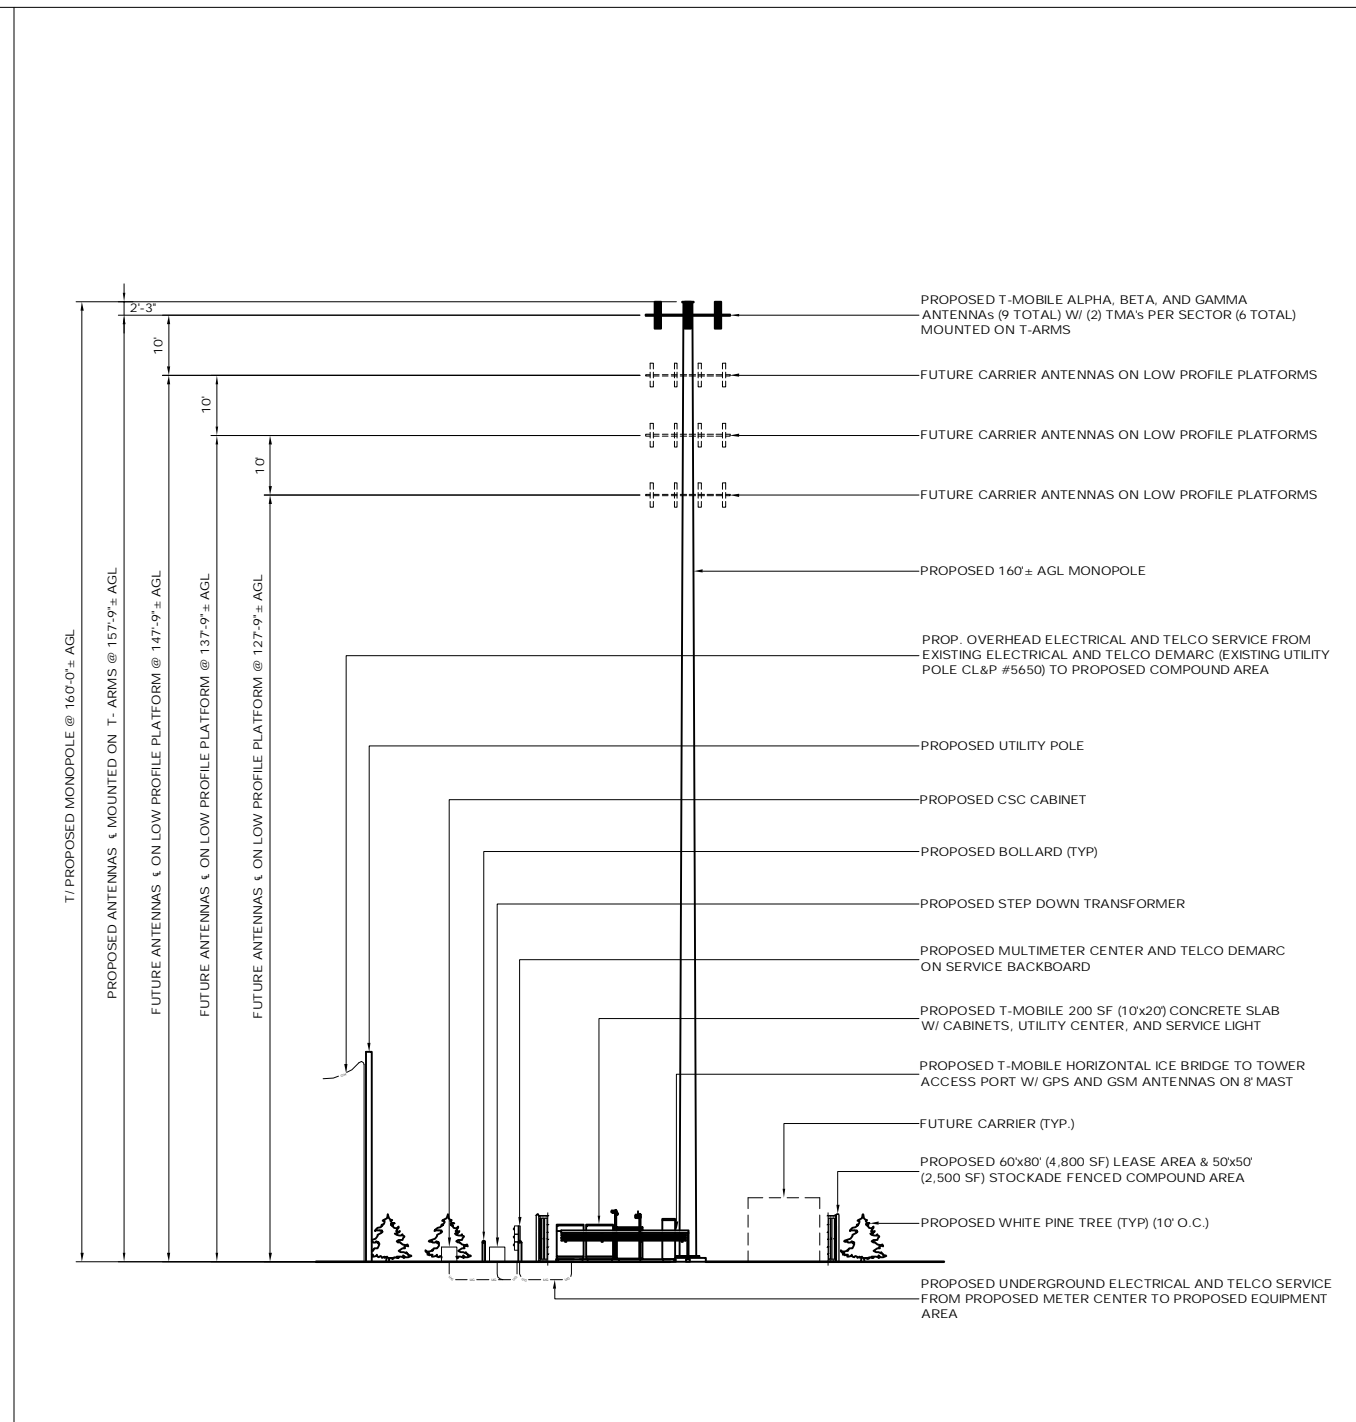 2'-3"
10'
10'
10'
T/ PROPOSED MONOPOLE @ 160'-0"± AGL
PROPOSED ANTENNAS ℄ MOUNTED ON T- ARMS @ 157'-9"± AGL
FUTURE ANTENNAS ℄ ON LOW PROFILE PLATFORM @ 147'-9"± AGL
FUTURE ANTENNAS ℄ ON LOW PROFILE PLATFORM @ 137'-9"± AGL
FUTURE ANTENNAS ℄ ON LOW PROFILE PLATFORM @ 127'-9"± AGL
PROPOSED T-MOBILE ALPHA, BETA, AND GAMMA
ANTENNAs (9 TOTAL) W/ (2) TMA's PER SECTOR (6 TOTAL)
MOUNTED ON T-ARMS
FUTURE CARRIER ANTENNAS ON LOW PROFILE PLATFORMS
FUTURE CARRIER ANTENNAS ON LOW PROFILE PLATFORMS
FUTURE CARRIER ANTENNAS ON LOW PROFILE PLATFORMS
PROPOSED 160'± AGL MONOPOLE
PROP. OVERHEAD ELECTRICAL AND TELCO SERVICE FROM
EXISTING ELECTRICAL AND TELCO DEMARC (EXISTING UTILITY
POLE CL&P #5650) TO PROPOSED COMPOUND AREA
PROPOSED UTILITY POLE
PROPOSED CSC CABINET
PROPOSED BOLLARD (TYP)
PROPOSED STEP DOWN TRANSFORMER
PROPOSED MULTIMETER CENTER AND TELCO DEMARC
ON SERVICE BACKBOARD
PROPOSED T-MOBILE 200 SF (10'x20') CONCRETE SLAB
W/ CABINETS, UTILITY CENTER, AND SERVICE LIGHT
PROPOSED T-MOBILE HORIZONTAL ICE BRIDGE TO TOWER
ACCESS PORT W/ GPS AND GSM ANTENNAS ON 8' MAST
FUTURE CARRIER (TYP.)
PROPOSED 60'x80' (4,800 SF) LEASE AREA & 50'x50'
(2,500 SF) STOCKADE FENCED COMPOUND AREA
PROPOSED WHITE PINE TREE (TYP) (10' O.C.)
PROPOSED UNDERGROUND ELECTRICAL AND TELCO SERVICE
FROM PROPOSED METER CENTER TO PROPOSED EQUIPMENT
AREA